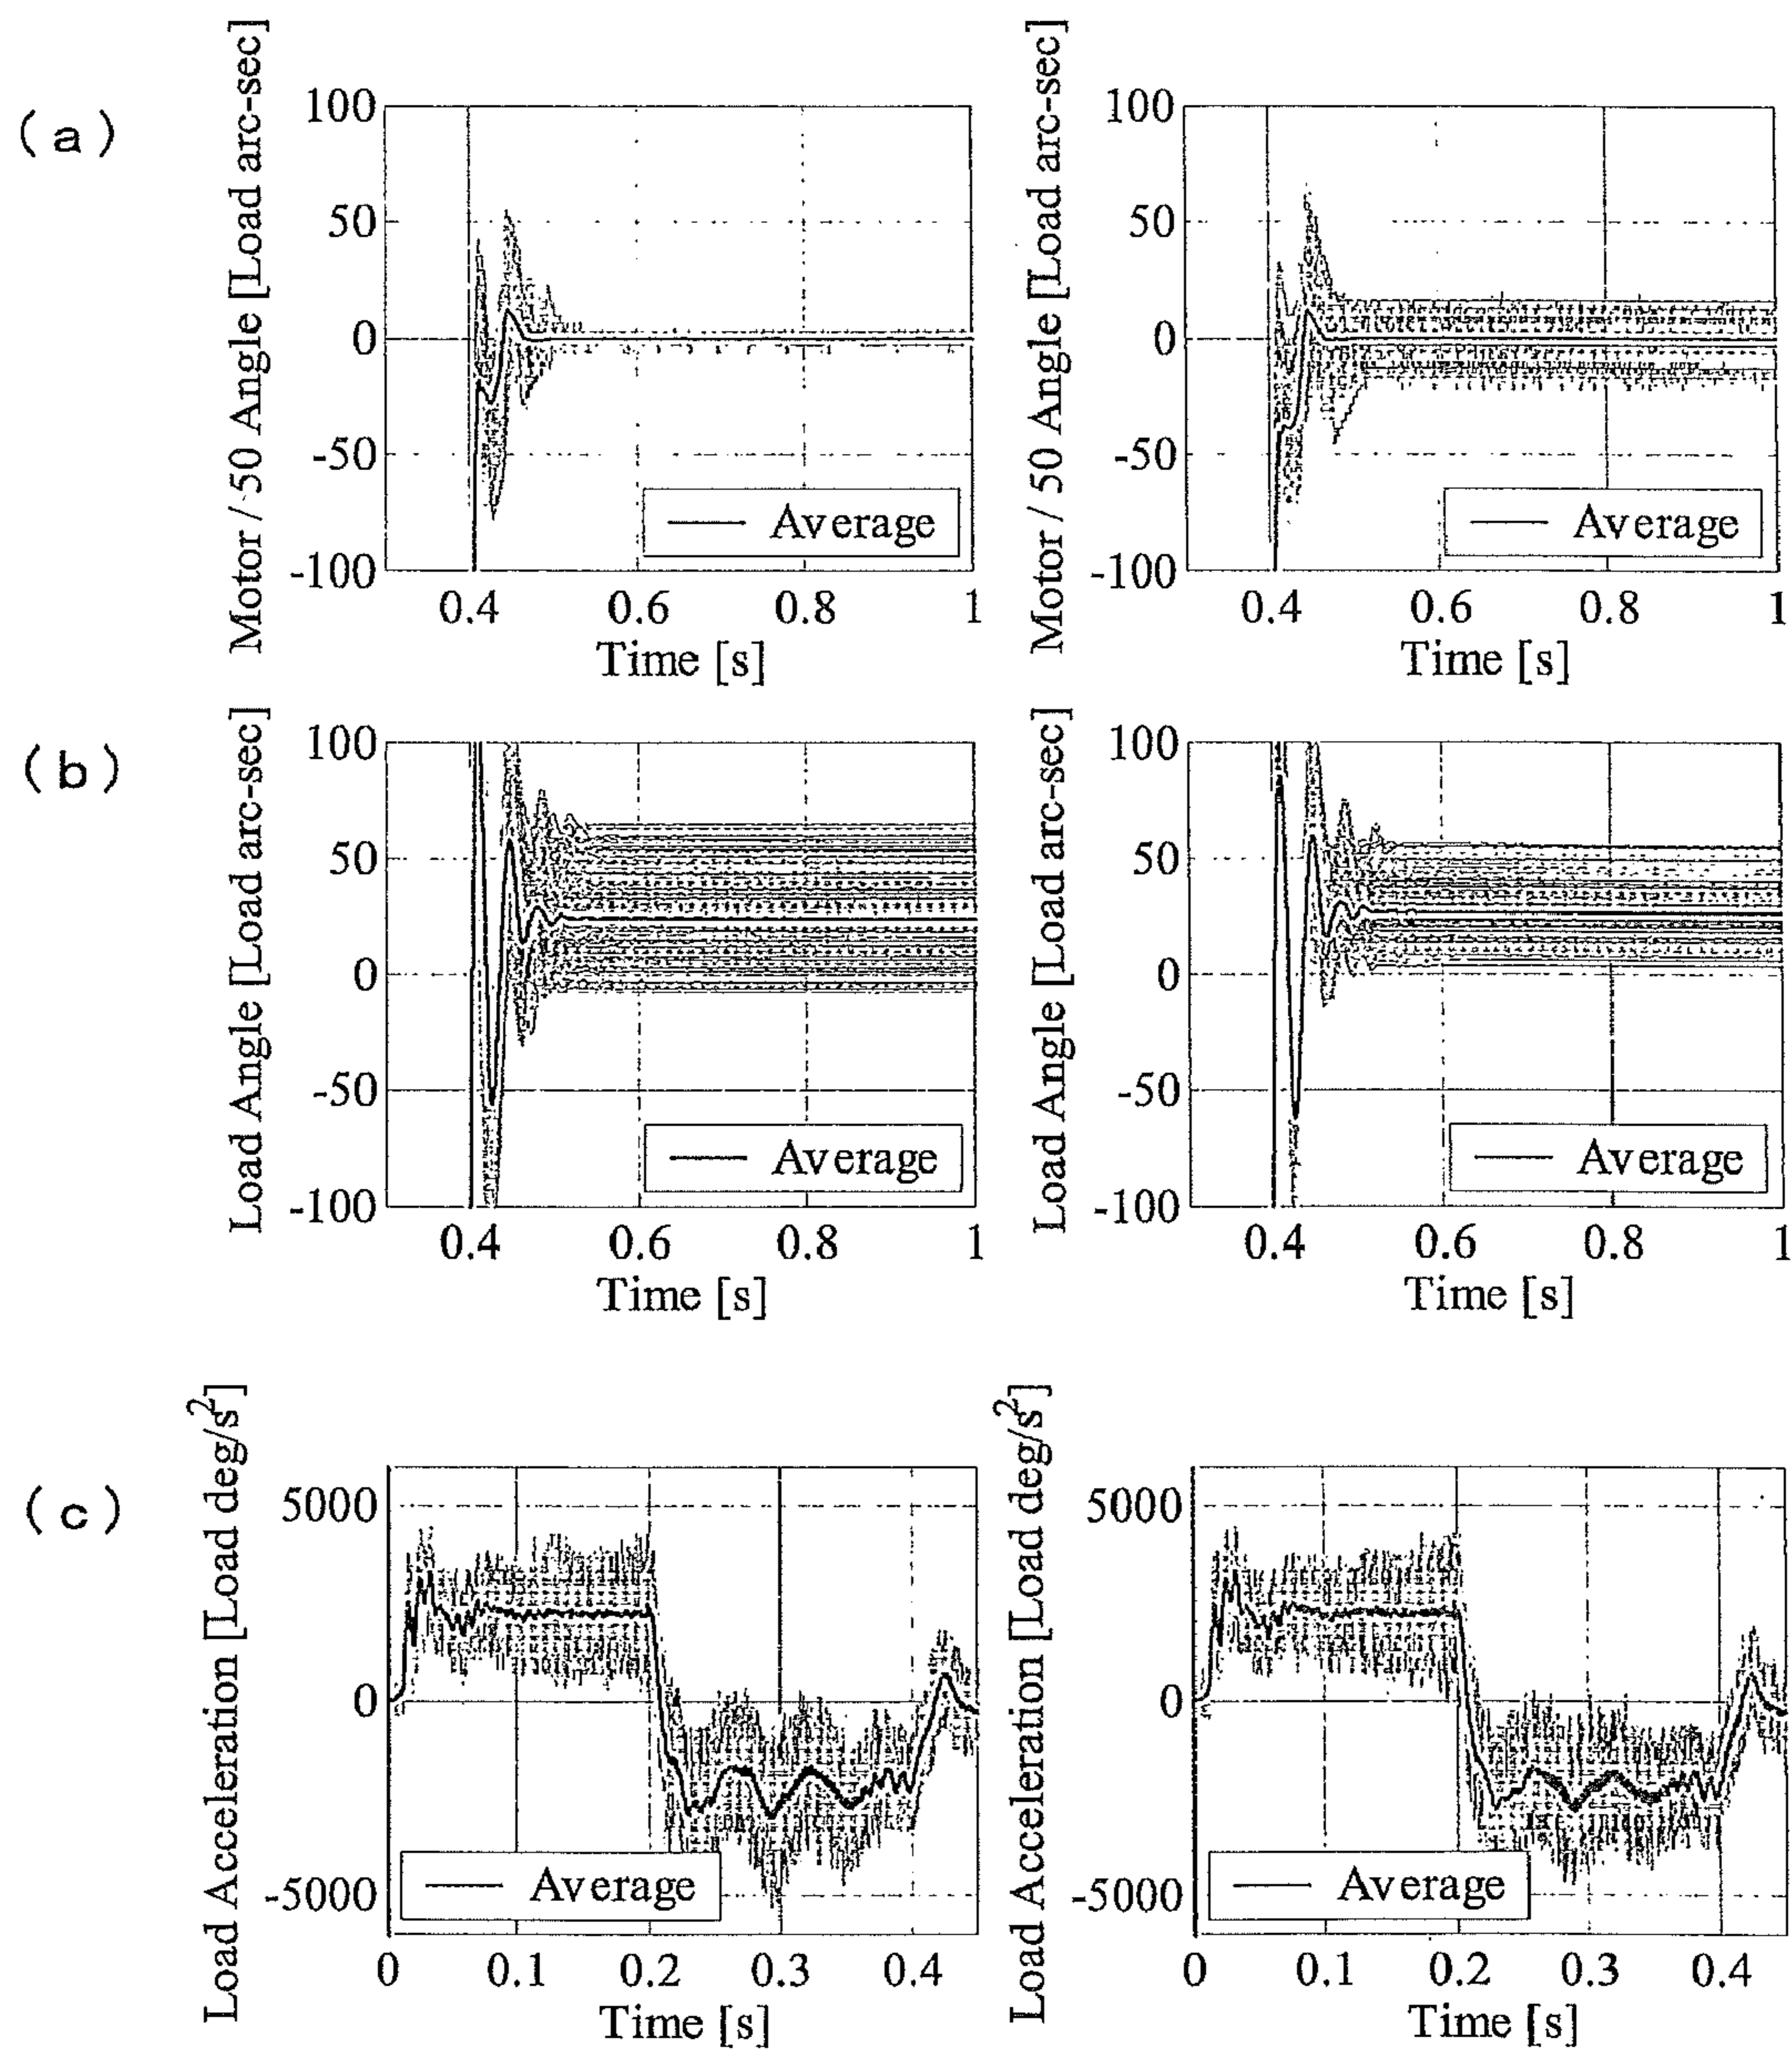 (a)
Motor / 50 Angle [Load arc-sec]
100
50
0
-50
-100
Average
0.4 0.6 0.8 1
Time [s]
Motor / 50 Angle [Load arc-sec]
100
50
0
-50
-100
Average
0.4 0.6 0.8 1
Time [s]
(b)
Load Angle [Load arc-sec]
100
50
0
-50
-100
Average
0.4 0.6 0.8 1
Time [s]
Load Angle [Load arc-sec]
100
50
0
-50
-100
Average
0.4 0.6 0.8 1
Time [s]
(c)
Load Acceleration [Load deg/s²]
5000
0
-5000
Average
0 0.1 0.2 0.3 0.4
Time [s]
Load Acceleration [Load deg/s²]
5000
0
-5000
Average
0 0.1 0.2 0.3 0.4
Time [s]